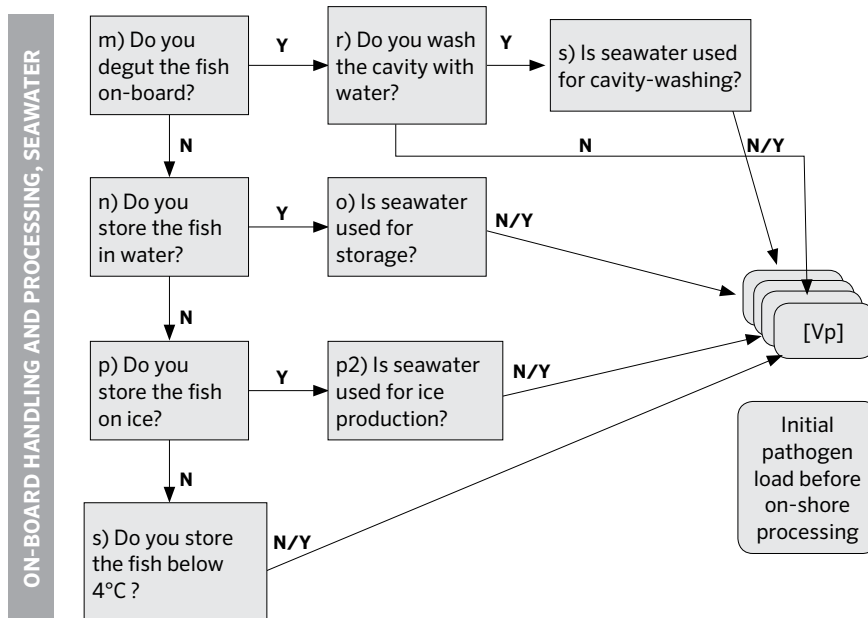 ON-BOARD HANDLING AND PROCESSING, SEAWATER
m) Do you
degut the fish
on-board?
Y
r) Do you wash
the cavity with
water?
Y
s) Is seawater used
for cavity-washing?
N
N
N/Y
n) Do you
store the fish
in water?
Y
o) Is seawater
used for
storage?
N/Y
N
[Vp]
p) Do you
store the fish
on ice?
Y
p2) Is seawater
used for ice
production?
N/Y
N
s) Do you store
the fish below
4°C ?
N/Y
Initial
pathogen
load before
on-shore
processing